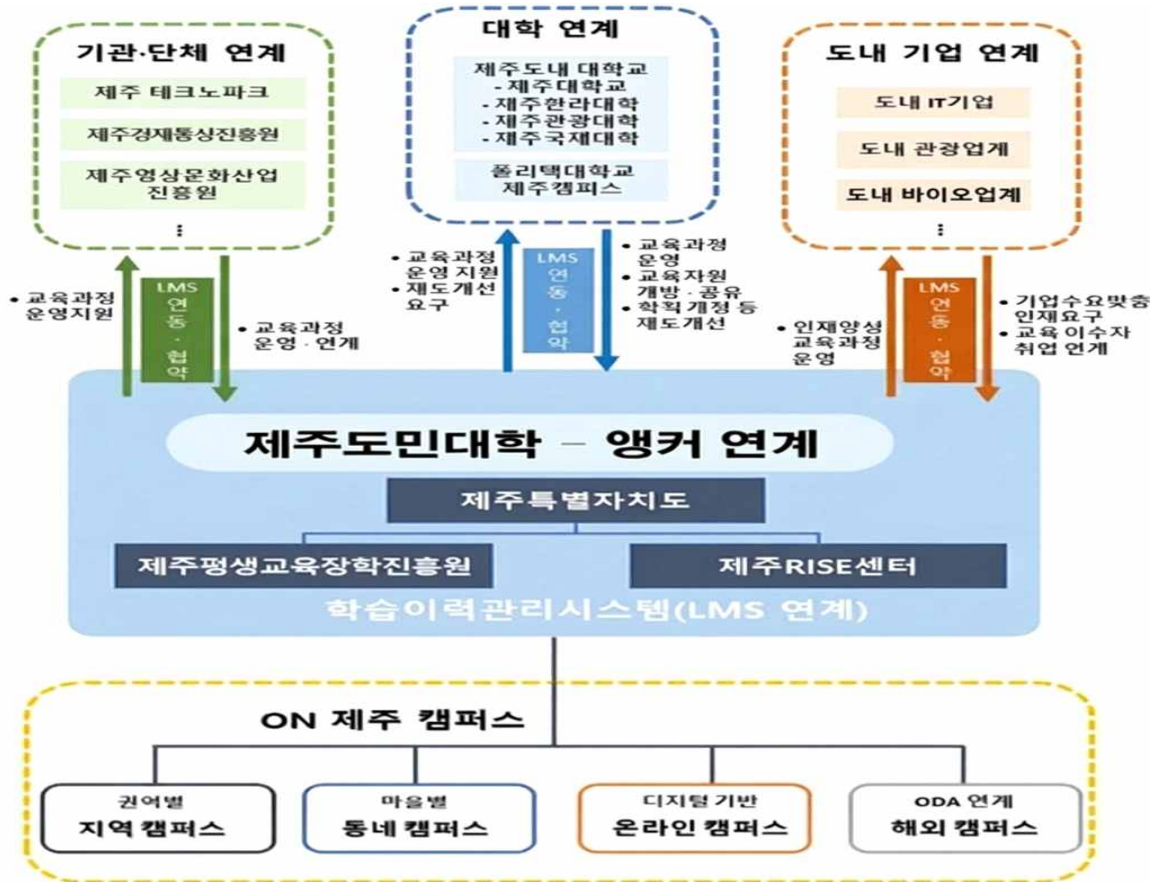 기관·단체 연계
제주 테크노파크
제주경제통상진흥원
제주영상문화산업
진흥원
⋮
대학 연계
제주도내 대학교
- 제주대학교
- 제주한라대학
- 제주관광대학
- 제주국제대학
폴리택대학교
제주캠피스
도내 기업 연계
도내 IT기업
도내 관광업계
도내 바이오업계
⋮
• 교육과정
운영지원
LMS
연동·협약
• 교육과정
운영·연계
• 교육과정
운영 지원
• 재도개선
요구
LMS
연동·협약
• 교육과정
운영
• 교육자원
개방·공유
• 학칙개정 등
재도개선
• 인재양성
교육과정
운영
LMS
연동·협약
• 기업수요맞춤
인재요구
• 교육 이수자
취업 연계
제주도민대학 – 앵커 연계
제주특별자치도
제주평생교육장학진흥원
제주RISE센터
학습이력관리시스템(LMS 연계)
ON 제주 캠퍼스
권역별
지역 캠퍼스
마을별
동네 캠퍼스
디지털 기반
온라인 캠퍼스
ODA 연계
해외 캠퍼스